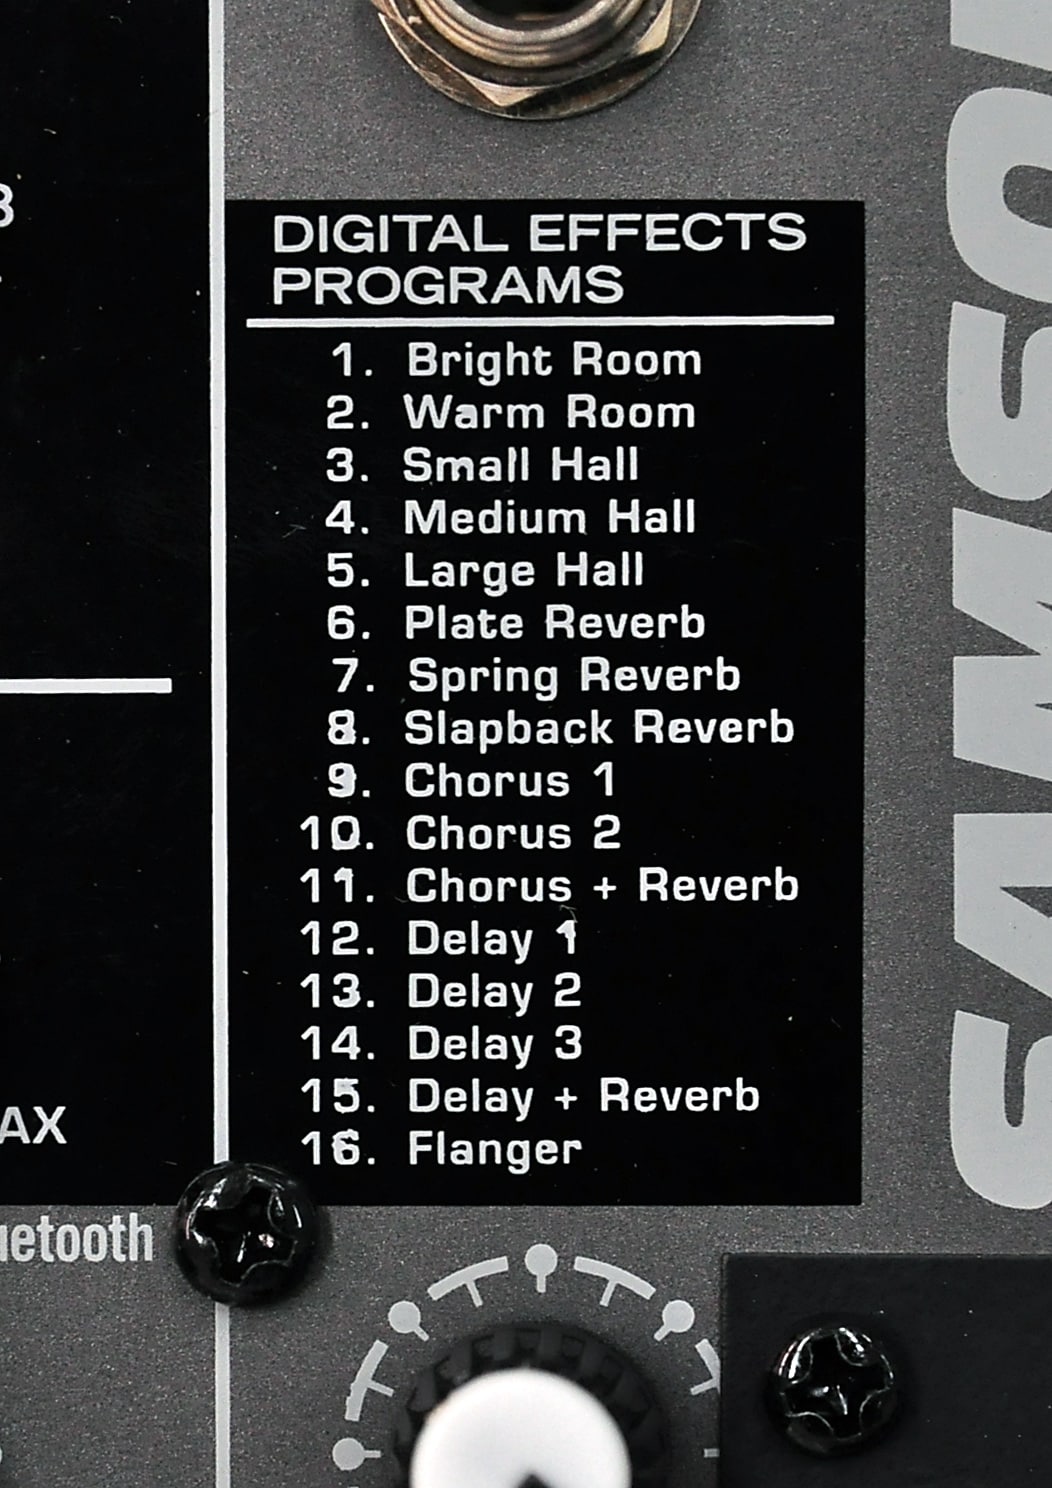 DIGITAL EFFECTS
PROGRAMS
1. Bright Room
2. Warm Room
3. Small Hall
4. Medium Hall
5. Large Hall
6. Plate Reverb
7. Spring Reverb
8. Slapback Reverb
9. Chorus 1
10. Chorus 2
11. Chorus + Reverb
12. Delay 1
13. Delay 2
14. Delay 3
15. Delay + Reverb
16. Flanger
AX
uetooth
SAMSO